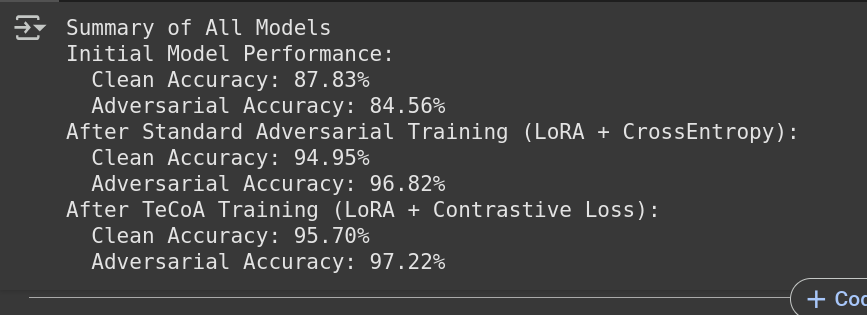 Summary of All Models
Initial Model Performance:
  Clean Accuracy: 87.83%
  Adversarial Accuracy: 84.56%
After Standard Adversarial Training (LoRA + CrossEntropy):
  Clean Accuracy: 94.95%
  Adversarial Accuracy: 96.82%
After TeCoA Training (LoRA + Contrastive Loss):
  Clean Accuracy: 95.70%
  Adversarial Accuracy: 97.22%
+